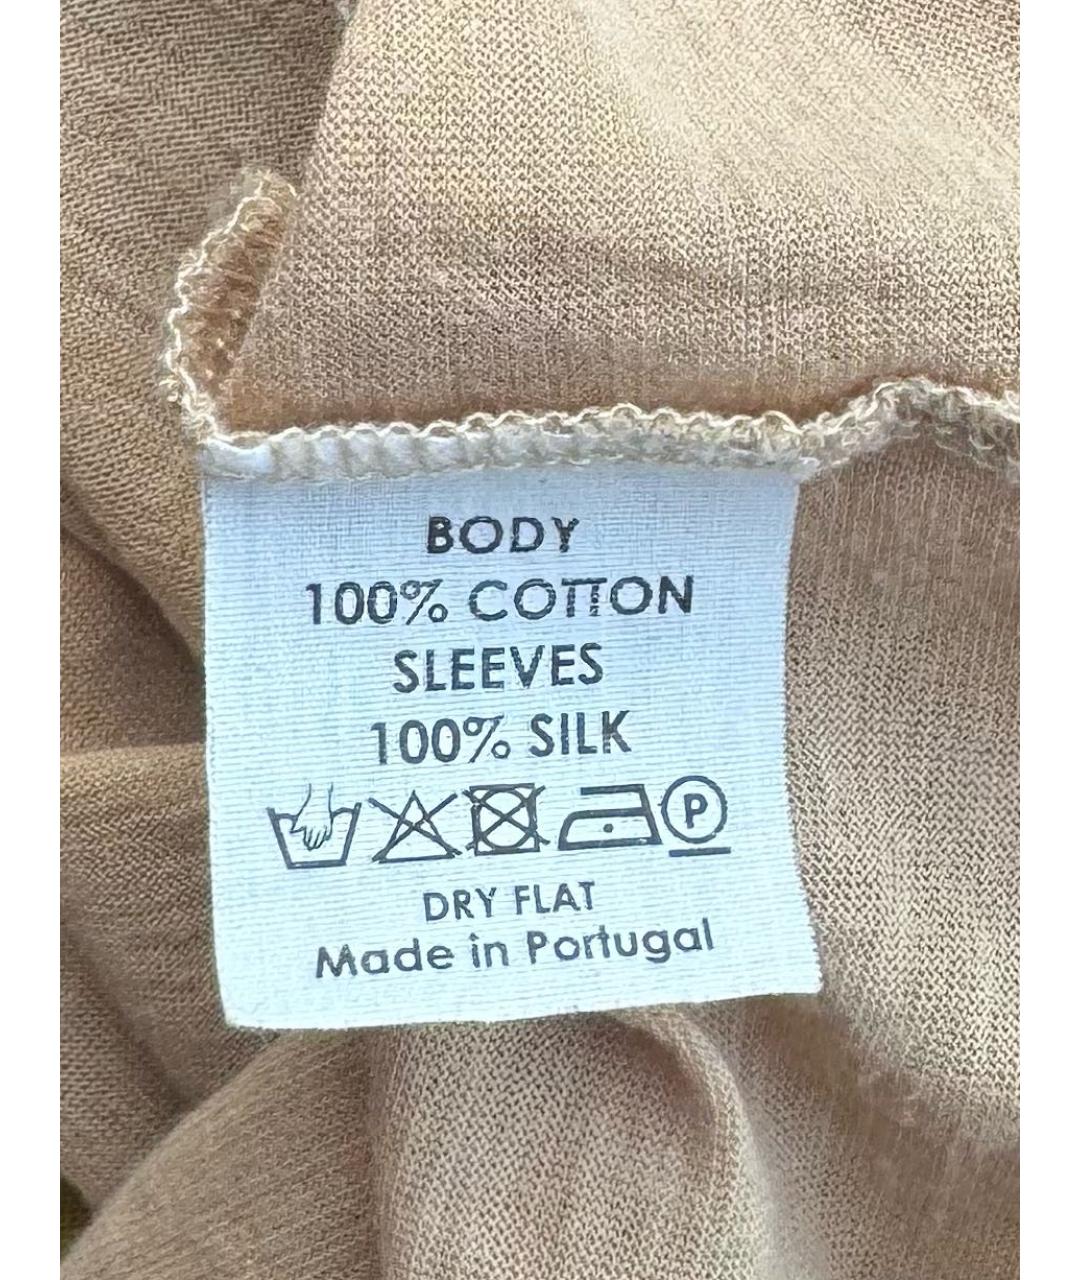 BODY
100% COTTON
SLEEVES
100% SILK
P
DRY FLAT
Made in Portugal